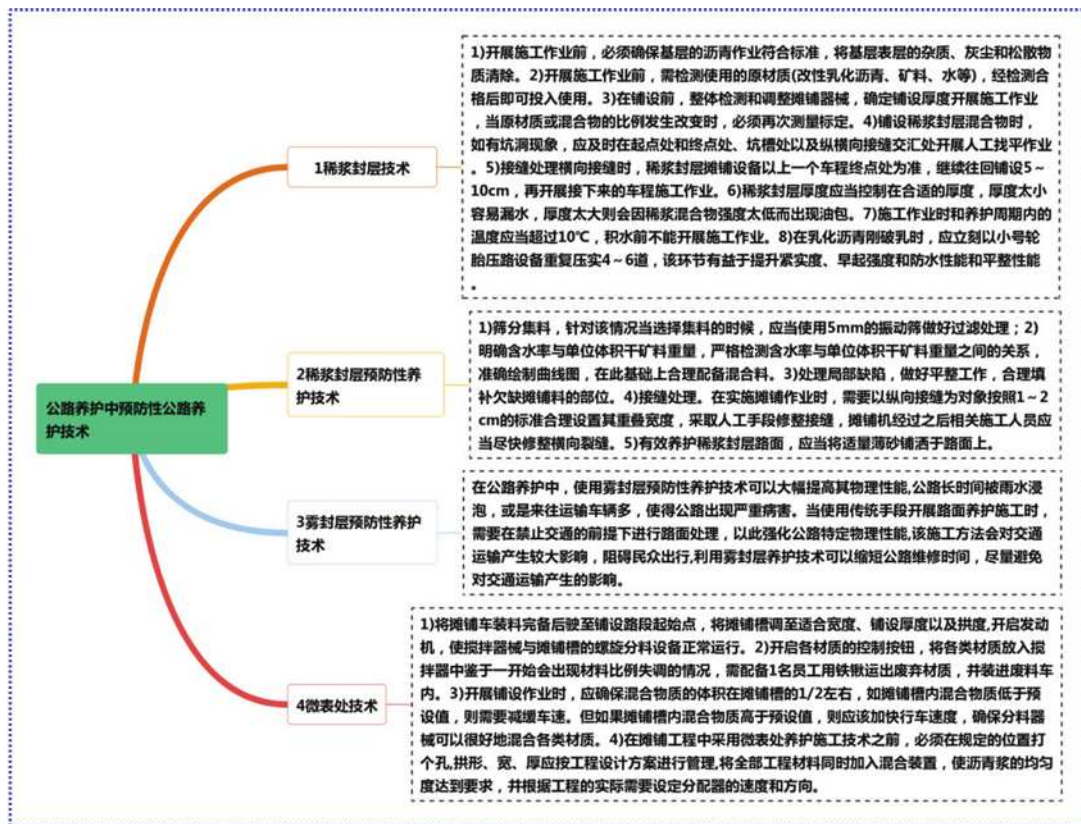 公路养护中预防性公路养
护技术
1稀浆封层技术
1)开展施工作业前，必须确保基层的沥青作业符合标准，将基层表层的杂质、灰尘和松散物
质清除。2)开展施工作业前，需检测使用的原材质(改性乳化沥青、矿料、水等)，经检测合
格后即可投入使用。3)在铺设前，整体检测和调整摊铺器械，确定铺设厚度开展施工作业
，当原材质或混合物的比例发生改变时，必须再次测量标定。4)铺设稀浆封层混合物时，
如有坑洞现象，应及时在起点处和终点处、坑槽处以及纵横向接缝交汇处开展人工找平作业
。5)接缝处理横向接缝时，稀浆封层摊铺设备以上一个车程终点处为准，继续往回铺设5～
10cm，再开展接下来的车程施工作业。6)稀浆封层厚度应当控制在合适的厚度，厚度太小
容易漏水，厚度太大则会因稀浆混合物强度太低而出现油包。7)施工作业时和养护周期内的
温度应当超过10℃，积水前不能开展施工作业。8)在乳化沥青刚破乳时，应立刻以小号轮
胎压路设备重复压实4～6道，该环节有益于提升紧实度、早起强度和防水性能和平整性能
。
2稀浆封层预防性养
护技术
1)筛分集料，针对该情况当选择集料的时候，应当使用5mm的振动筛做好过滤处理；2)
明确含水率与单位体积干矿料重量，严格检测含水率与单位体积干矿料重量之间的关系，
准确绘制曲线图，在此基础上合理配备混合料。3)处理局部缺陷，做好平整工作，合理填
补欠缺摊铺料的部位。4)接缝处理。在实施摊铺作业时，需要以纵向接缝为对象按照1～2
cm的标准合理设置其重叠宽度，采取人工手段修整接缝，摊铺机经过之后相关施工人员应
当尽快修整横向裂缝。5)有效养护稀浆封层路面，应当将适量薄砂铺洒于路面上。
3雾封层预防性养护
技术
在公路养护中，使用雾封层预防性养护技术可以大幅提高其物理性能,公路长时间被雨水浸
泡，或是来往运输车辆多，使得公路出现严重病害。当使用传统手段开展路面养护施工时，
需要在禁止交通的前提下进行路面处理，以此强化公路特定物理性能,该施工方法会对交通
运输产生较大影响，阻碍民众出行,利用雾封层养护技术可以缩短公路维修时间，尽量避免
对交通运输产生的影响。
4微表处技术
1)将摊铺车装料完备后驶至铺设路段起始点，将摊铺槽调至适合宽度、铺设厚度以及拱度,开启发动
机，使搅拌器械与摊铺槽的螺旋分料设备正常运行。2)开启各材质的控制按钮，将各类材质放入搅
拌器中鉴于一开始会出现材料比例失调的情况，需配备1名员工用铁锹运出废弃材质，并装进废料车
内。3)开展铺设作业时，应确保混合物质的体积在摊铺槽的1/2左右，如摊铺槽内混合物质低于预
设值，则需要减缓车速。但如果摊铺槽内混合物质高于预设值，则应该加快行车速度，确保分料器
械可以很好地混合各类材质。4)在摊铺工程中采用微表处养护施工技术之前，必须在规定的位置打
个孔,拱形、宽、厚应按工程设计方案进行管理,将全部工程材料同时加入混合装置，使沥青浆的均匀
度达到要求，并根据工程的实际需要设定分配器的速度和方向。